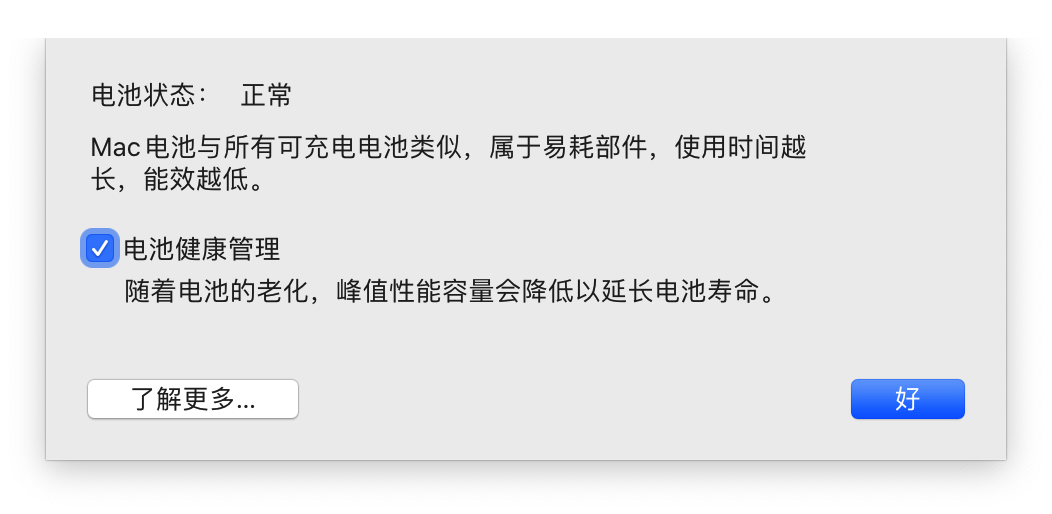 电池状态： 正常
Mac电池与所有可充电电池类似，属于易耗部件，使用时间越
长，能效越低。
电池健康管理
随着电池的老化，峰值性能容量会降低以延长电池寿命。
了解更多... 好